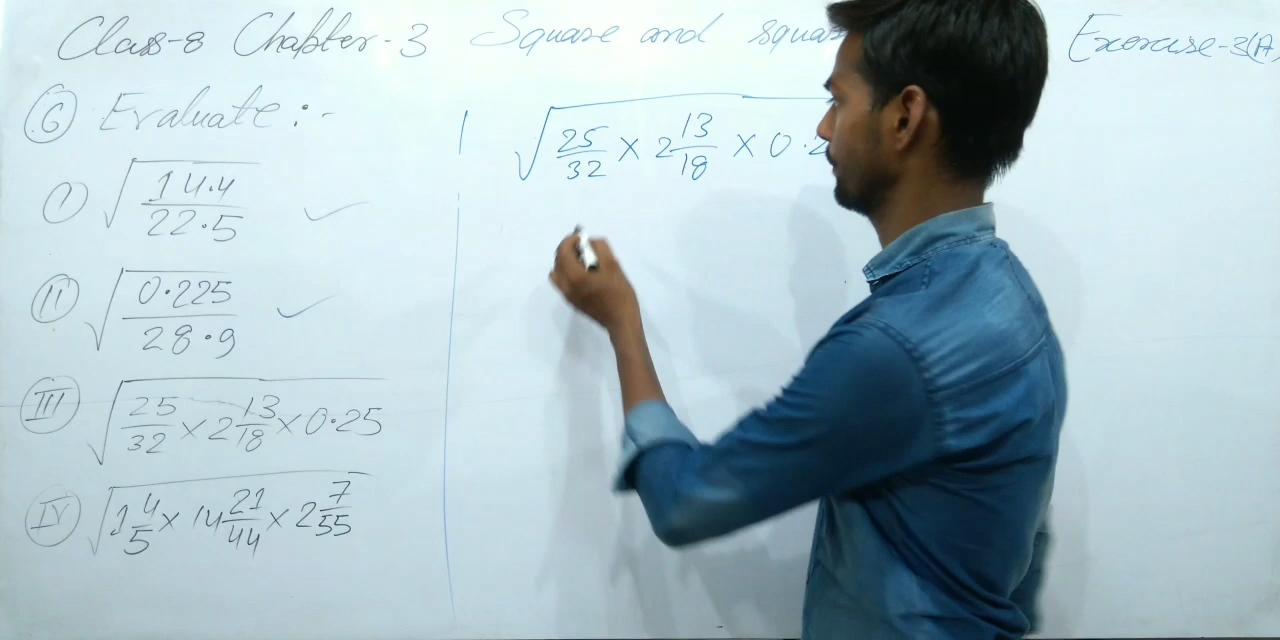 Class-8 Chapter-3 Square and squar Exercise-3(A)
6 Evaluate :-
I √(14.4/22.5) ✓
II √(0.225/28.9) ✓
III √(25/32 × 2 13/18 × 0.25)
IV √(1 4/5 × 14 21/44 × 2 7/55)
√(25/32 × 2 13/18 × 0.2